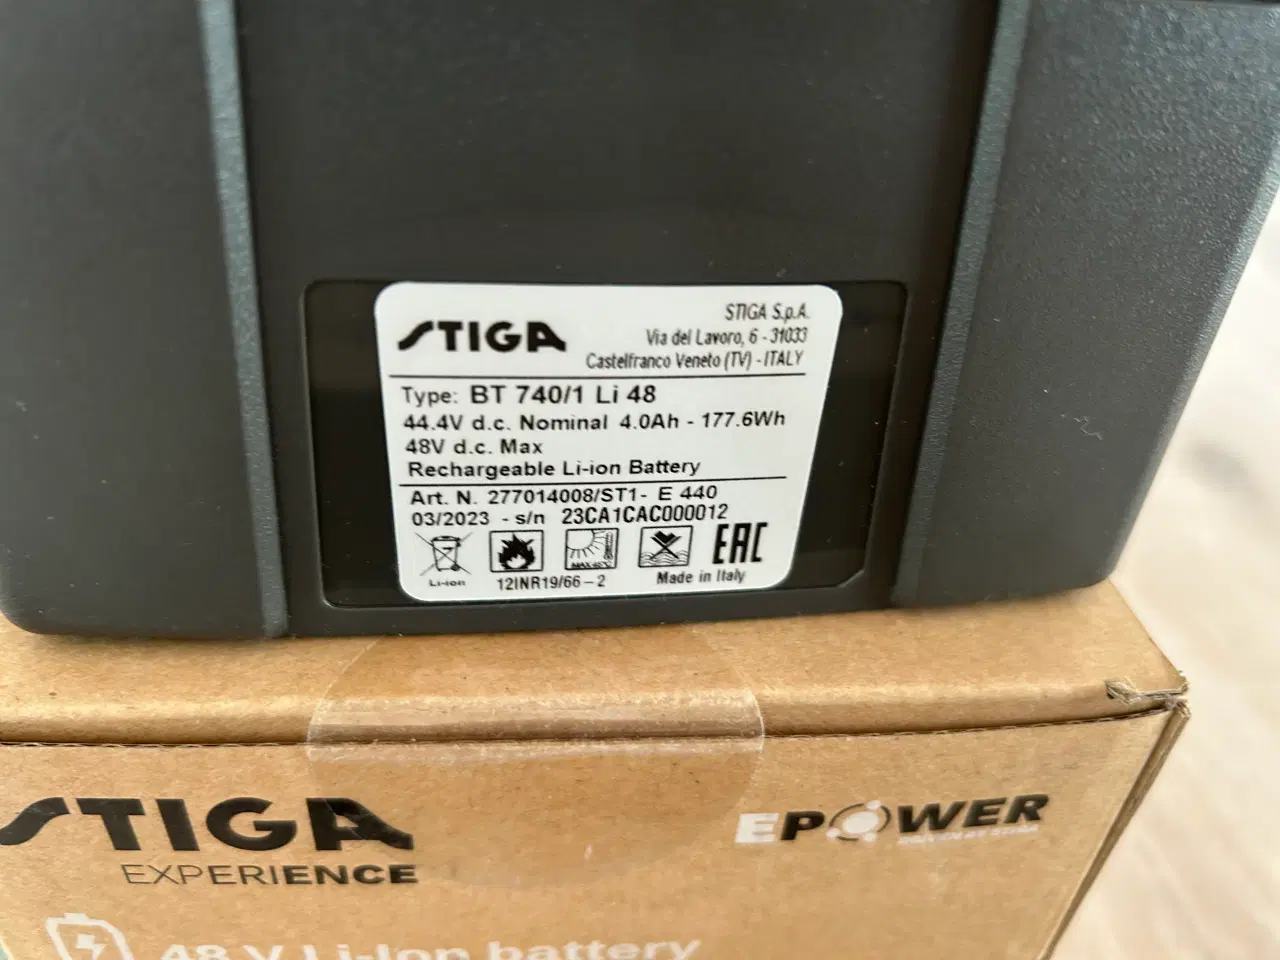 STIGA
STIGA S.p.A.
Via del Lavoro, 6 - 31033
Castelfranco Veneto (TV) - ITALY
Type: BT 740/1 Li 48
44.4V d.c. Nominal 4.0Ah - 177.6Wh
48V d.c. Max
Rechargeable Li-ion Battery
Art. N. 277014008/ST1- E 440
03/2023 - s/n 23CA1CAC000012
MAX 45°C
EAC
Li-ion
12INR19/66-2
Made in Italy
STIGA
EXPERIENCE
EPOWER
48 V Li-Ion battery